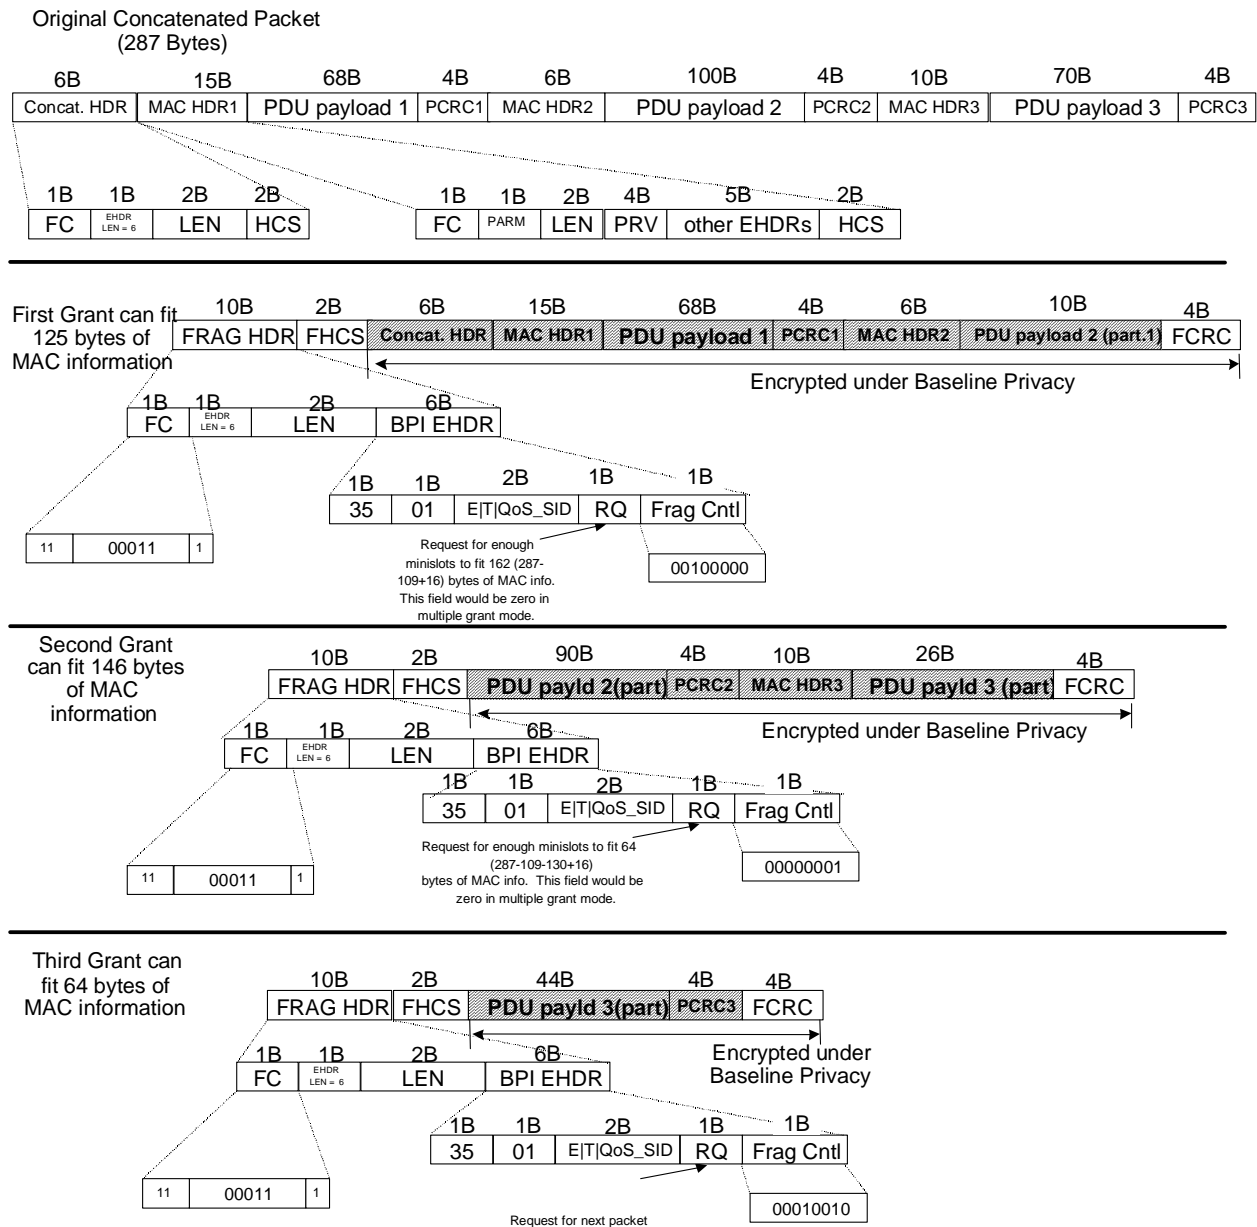 Original Concatenated Packet
(287 Bytes)
6B 15B 68B 4B 6B 100B 4B 10B 70B 4B
Concat. HDR MAC HDR1 PDU payload 1 PCRC1 MAC HDR2 PDU payload 2 PCRC2 MAC HDR3 PDU payload 3 PCRC3
1B 1B 2B 2B 1B 1B 2B 4B 5B 2B
FC EHDR LEN = 6 LEN HCS FC PARM LEN PRV other EHDRs HCS
First Grant can fit
125 bytes of
MAC information
10B 2B 6B 15B 68B 4B 6B 10B 4B
FRAG HDR FHCS Concat. HDR MAC HDR1 PDU payload 1 PCRC1 MAC HDR2 PDU payload 2 (part.1) FCRC
Encrypted under Baseline Privacy
1B 1B 2B 6B
FC EHDR LEN = 6 LEN BPI EHDR
1B 1B 2B 1B 1B
35 01 E|T|QoS_SID RQ Frag Cntl
11 00011 1
Request for enough
minislots to fit 162 (287-
109+16) bytes of MAC info.
This field would be zero in
multiple grant mode.
00100000
Second Grant
can fit 146 bytes
of MAC
information
10B 2B 90B 4B 10B 26B 4B
FRAG HDR FHCS PDU payld 2(part) PCRC2 MAC HDR3 PDU payld 3 (part) FCRC
Encrypted under Baseline Privacy
1B 1B 2B 6B
FC EHDR LEN = 6 LEN BPI EHDR
1B 1B 2B 1B 1B
35 01 E|T|QoS_SID RQ Frag Cntl
Request for enough minislots to fit 64
(287-109-130+16)
bytes of MAC info. This field would be
zero in multiple grant mode.
00000001
11 00011 1
Third Grant can
fit 64 bytes of
MAC information
10B 2B 44B 4B 4B
FRAG HDR FHCS PDU payld 3(part) PCRC3 FCRC
Encrypted under
Baseline Privacy
1B 1B 2B 6B
FC EHDR LEN = 6 LEN BPI EHDR
1B 1B 2B 1B 1B
35 01 E|T|QoS_SID RQ Frag Cntl
11 00011 1
00010010
Request for next packet